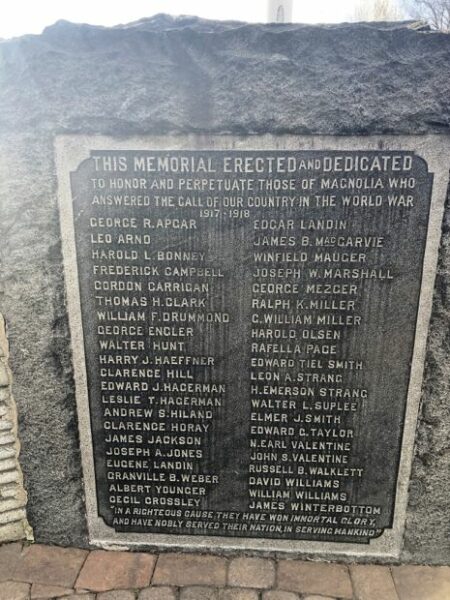 THIS MEMORIAL ERECTED AND DEDICATED
TO HONOR AND PERPETUATE THOSE OF MAGNOLIA WHO
ANSWERED THE CALL OF OUR COUNTRY IN THE WORLD WAR
1917-1918
GEORGE R. APGAR
LEO ARNO
HAROLD L. BONNEY
FREDERICK CAMPBELL
GORDON GARRIGAN
THOMAS H. CLARK
WILLIAM F. DRUMMOND
GEORGE ENGLER
WALTER HUNT
HARRY J. HAEFFNER
CLARENCE HILL
EDWARD J. HAGERMAN
LESLIE T. HAGERMAN
ANDREW S. HILAND
CLARENCE HORAY
JAMES JACKSON
JOSEPH A. JONES
EUGENE LANDIN
GRANVILLE B. WEBER
ALBERT YOUNGER
CECIL CROSSLEY
EDGAR LANDIN
JAMES B. MACGARVIE
WINFIELD MAUGER
JOSEPH W. MARSHALL
GEORGE MEZGER
RALPH K. MILLER
C. WILLIAM MILLER
HAROLD OLSEN
RAFELLA PAGE
EDWARD TIEL SMITH
LEON A. STRANG
H. EMERSON STRANG
WALTER L. SUPLEE
ELMER J. SMITH
EDWARD G. TAYLOR
N. EARL VALENTINE
JOHN S. VALENTINE
RUSSELL B. WALKLETT
DAVID WILLIAMS
WILLIAM WILLIAMS
JAMES WINTERBOTTOM
"IN A RIGHTEOUS CAUSE THEY HAVE WON IMMORTAL GLORY,
AND HAVE NOBLY SERVED THEIR NATION, IN SERVING MANKIND"